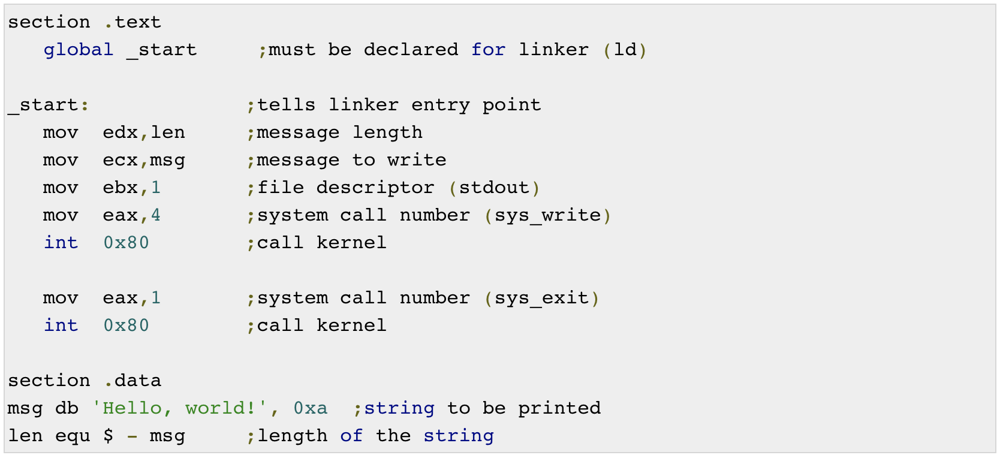 section .text
   global _start     ;must be declared for linker (ld)

_start:             ;tells linker entry point
   mov  edx,len     ;message length
   mov  ecx,msg     ;message to write
   mov  ebx,1       ;file descriptor (stdout)
   mov  eax,4       ;system call number (sys_write)
   int  0x80        ;call kernel

   mov  eax,1       ;system call number (sys_exit)
   int  0x80        ;call kernel

section .data
msg db 'Hello, world!', 0xa  ;string to be printed
len equ $ - msg     ;length of the string